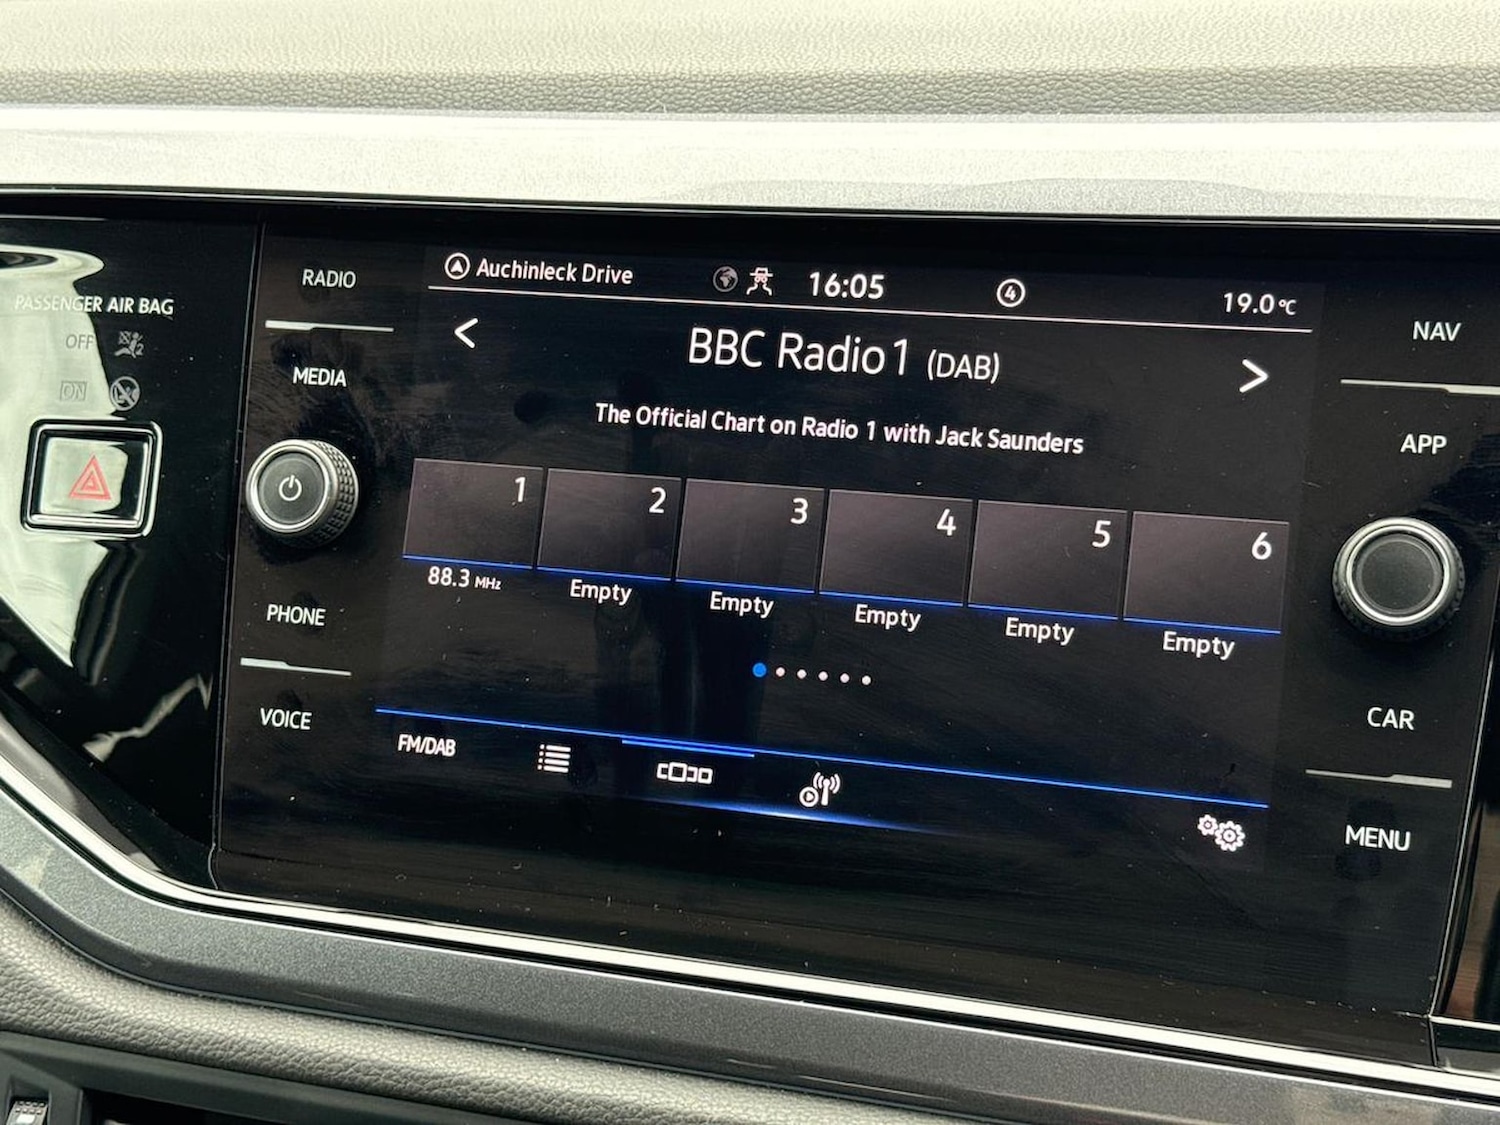 PASSENGER AIR BAG
OFF
ON
RADIO
MEDIA
PHONE
VOICE
Auchinleck Drive
16:05
4
19.0 °C
BBC Radio1 (DAB)
The Official Chart on Radio 1 with Jack Saunders
1 2 3 4 5 6
88.3 MHz Empty Empty Empty Empty Empty
FM/DAB
NAV
APP
CAR
MENU